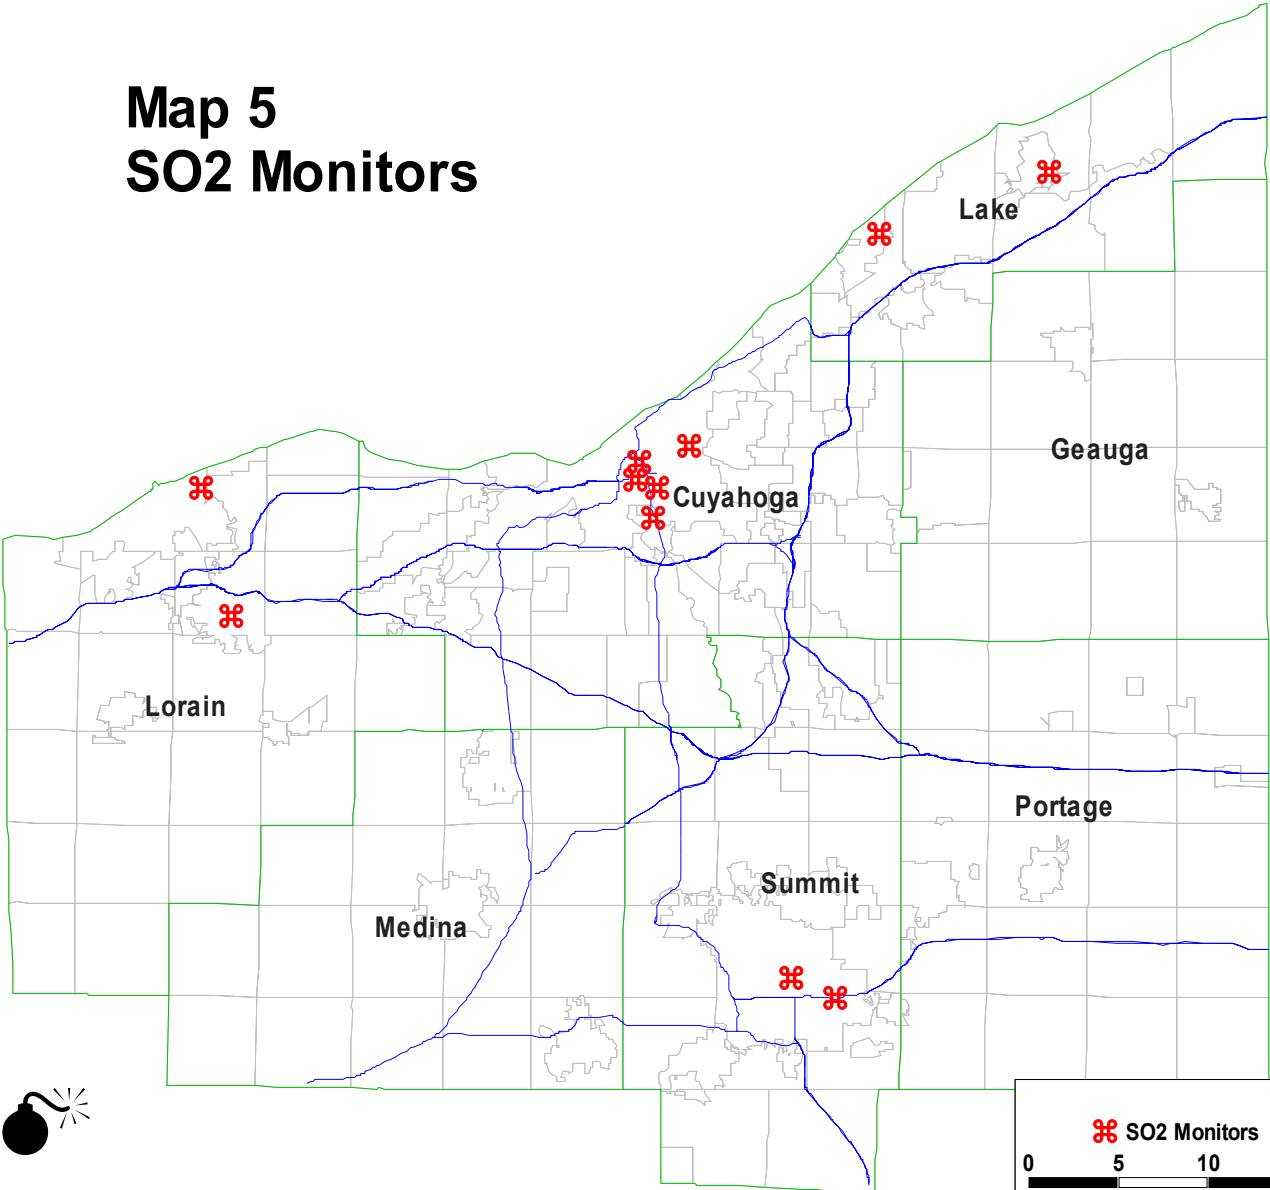 Map 5
SO2 Monitors
Lake
Geauga
Cuyahoga
Lorain
Portage
Summit
Medina
SO2 Monitors
0 5 10